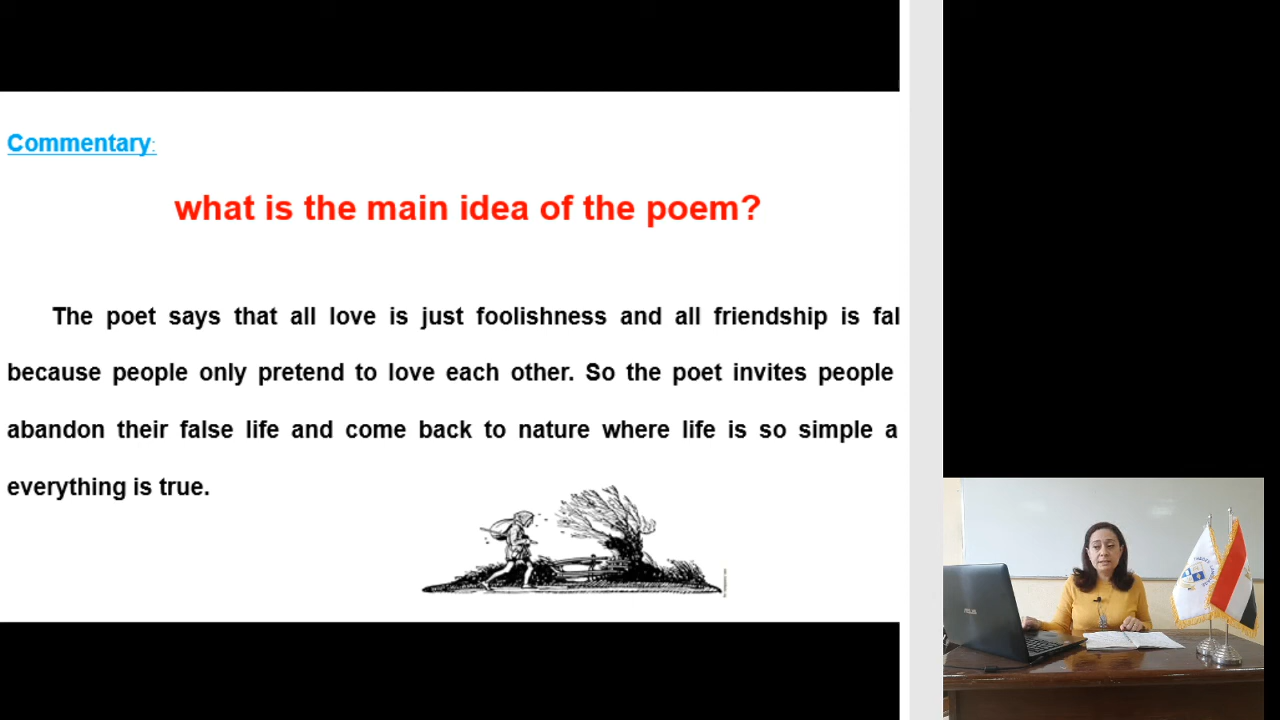 Commentary:
what is the main idea of the poem?
The poet says that all love is just foolishness and all friendship is fal
because people only pretend to love each other. So the poet invites people
abandon their false life and come back to nature where life is so simple a
everything is true.
ASUS